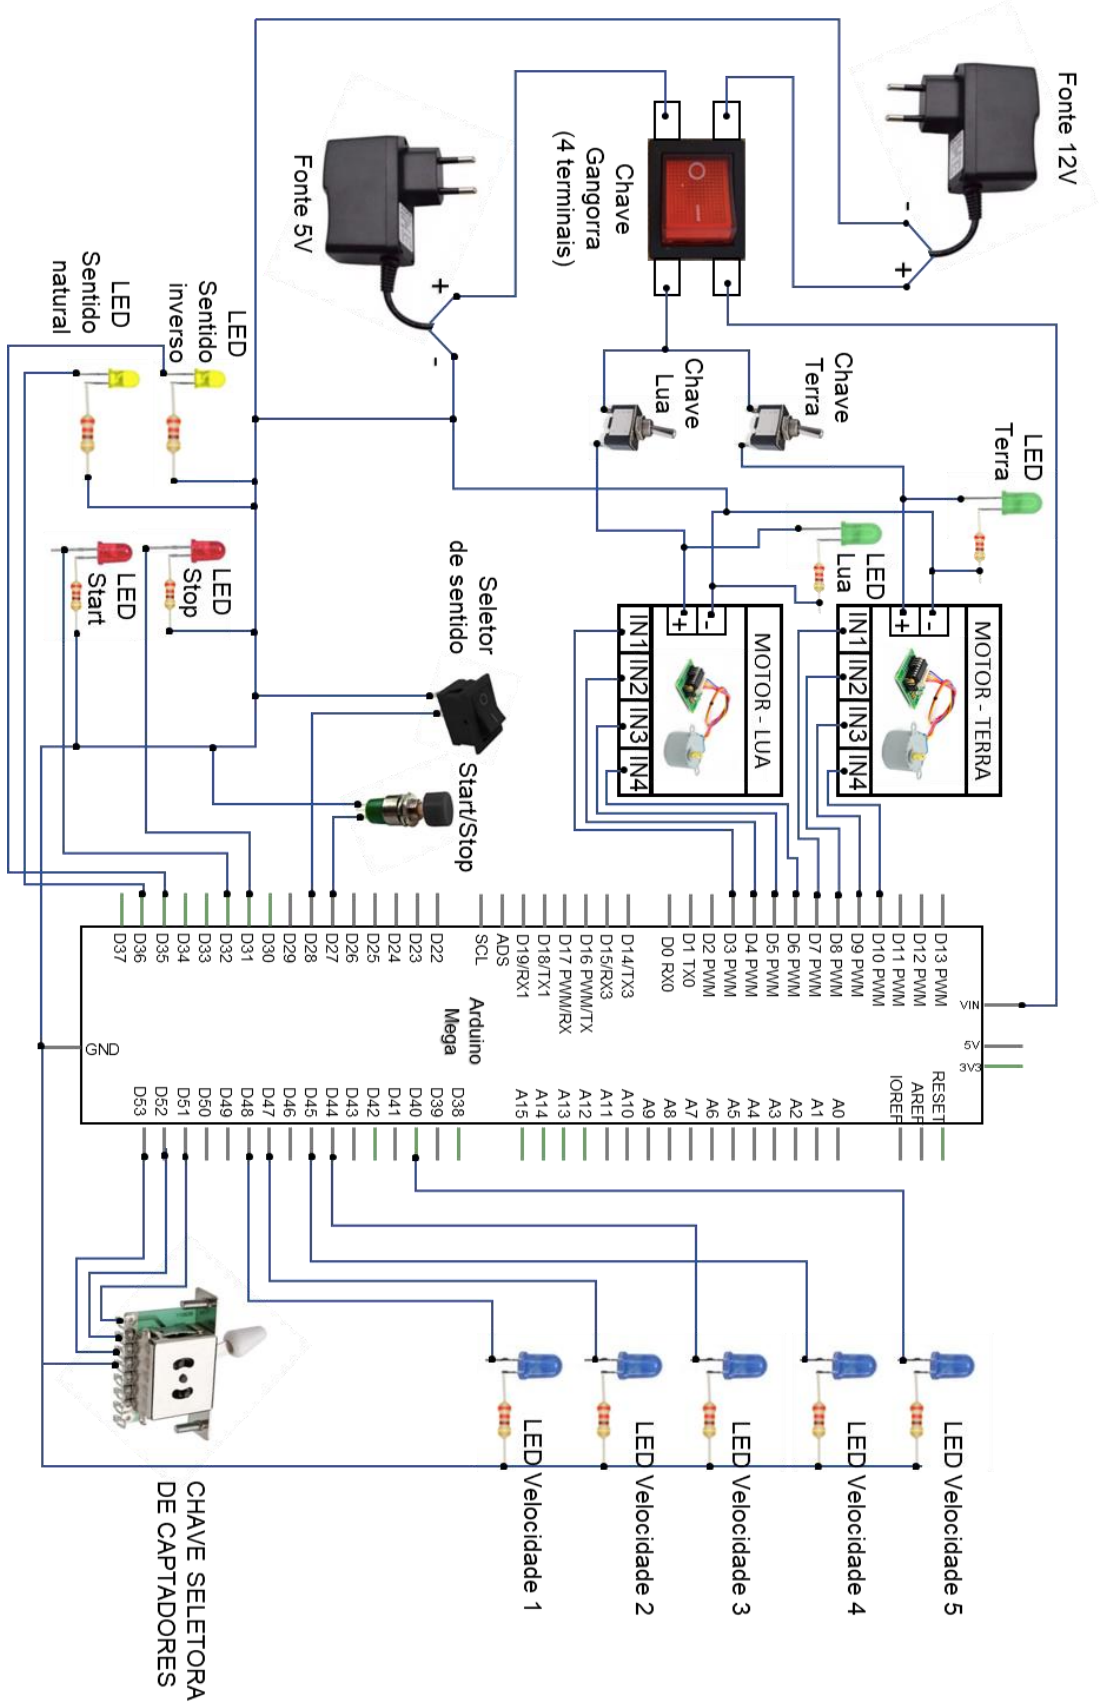 Fonte 12V
-
+
Chave
Gangorra
(4 terminais)
Fonte 5V
+
-
LED
Sentido
inverso
LED
Sentido
natural
Chave
Terra
Chave
Lua
LED
Terra
LED
Lua
LED
Stop
LED
Start
Seletor
de sentido
Start/Stop
MOTOR - TERRA
-
+
IN1 IN2 IN3 IN4
MOTOR - LUA
-
+
IN1 IN2 IN3 IN4
D13 PWM
D12 PWM
D11 PWM
D10 PWM
D9 PWM
D8 PWM
D7 PWM
D6 PWM
D5 PWM
D4 PWM
D3 PWM
D2 PWM
D1 TX0
D0 RX0
D14/TX3
D15/RX3
D16 PWM/TX
D17 PWM/RX
D18/TX1
D19/RX1
ADS
SCL
D22
D23
D24
D25
D26
D27
D28
D29
D30
D31
D32
D33
D34
D35
D36
D37
VIN
5V
3V3
Arduino
Mega
GND
RESET
AREF
IOREF
A0
A1
A2
A3
A4
A5
A6
A7
A8
A9
A10
A11
A12
A13
A14
A15
D38
D39
D40
D41
D42
D43
D44
D45
D46
D47
D48
D49
D50
D51
D52
D53
LED Velocidade 5
LED Velocidade 4
LED Velocidade 3
LED Velocidade 2
LED Velocidade 1
CHAVE SELETORA
DE CAPTADORES